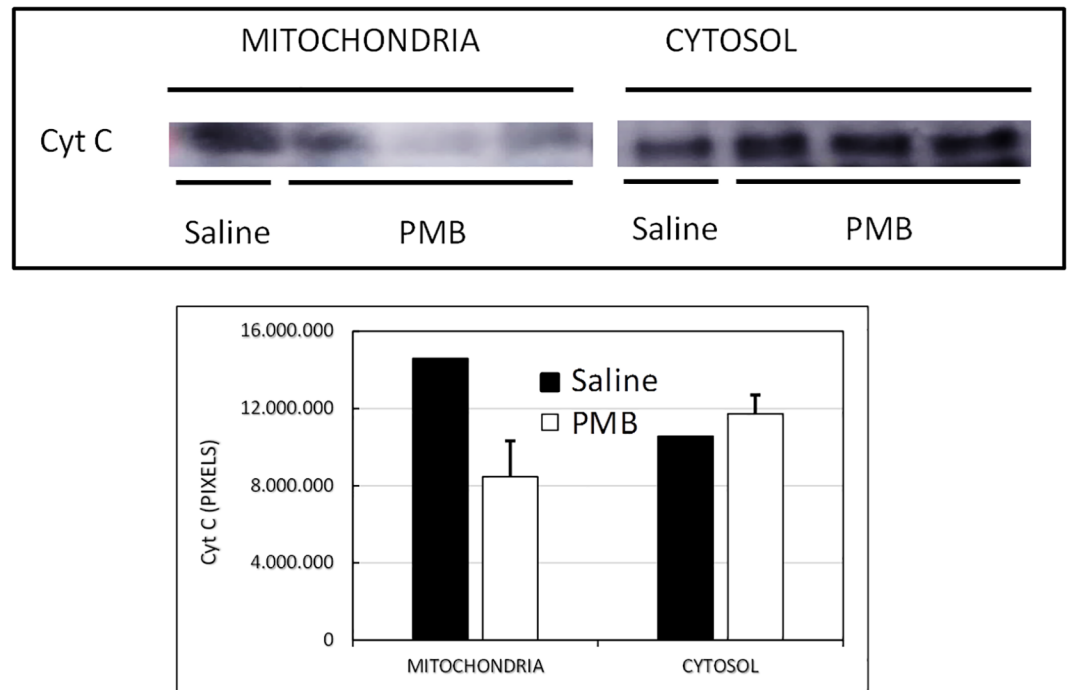 MITOCHONDRIA CYTOSOL
Cyt C
Saline PMB Saline PMB
16.000.000
12.000.000
8.000.000
4.000.000
0
Cyt C (PIXELS)
Saline
PMB
MITOCHONDRIA CYTOSOL